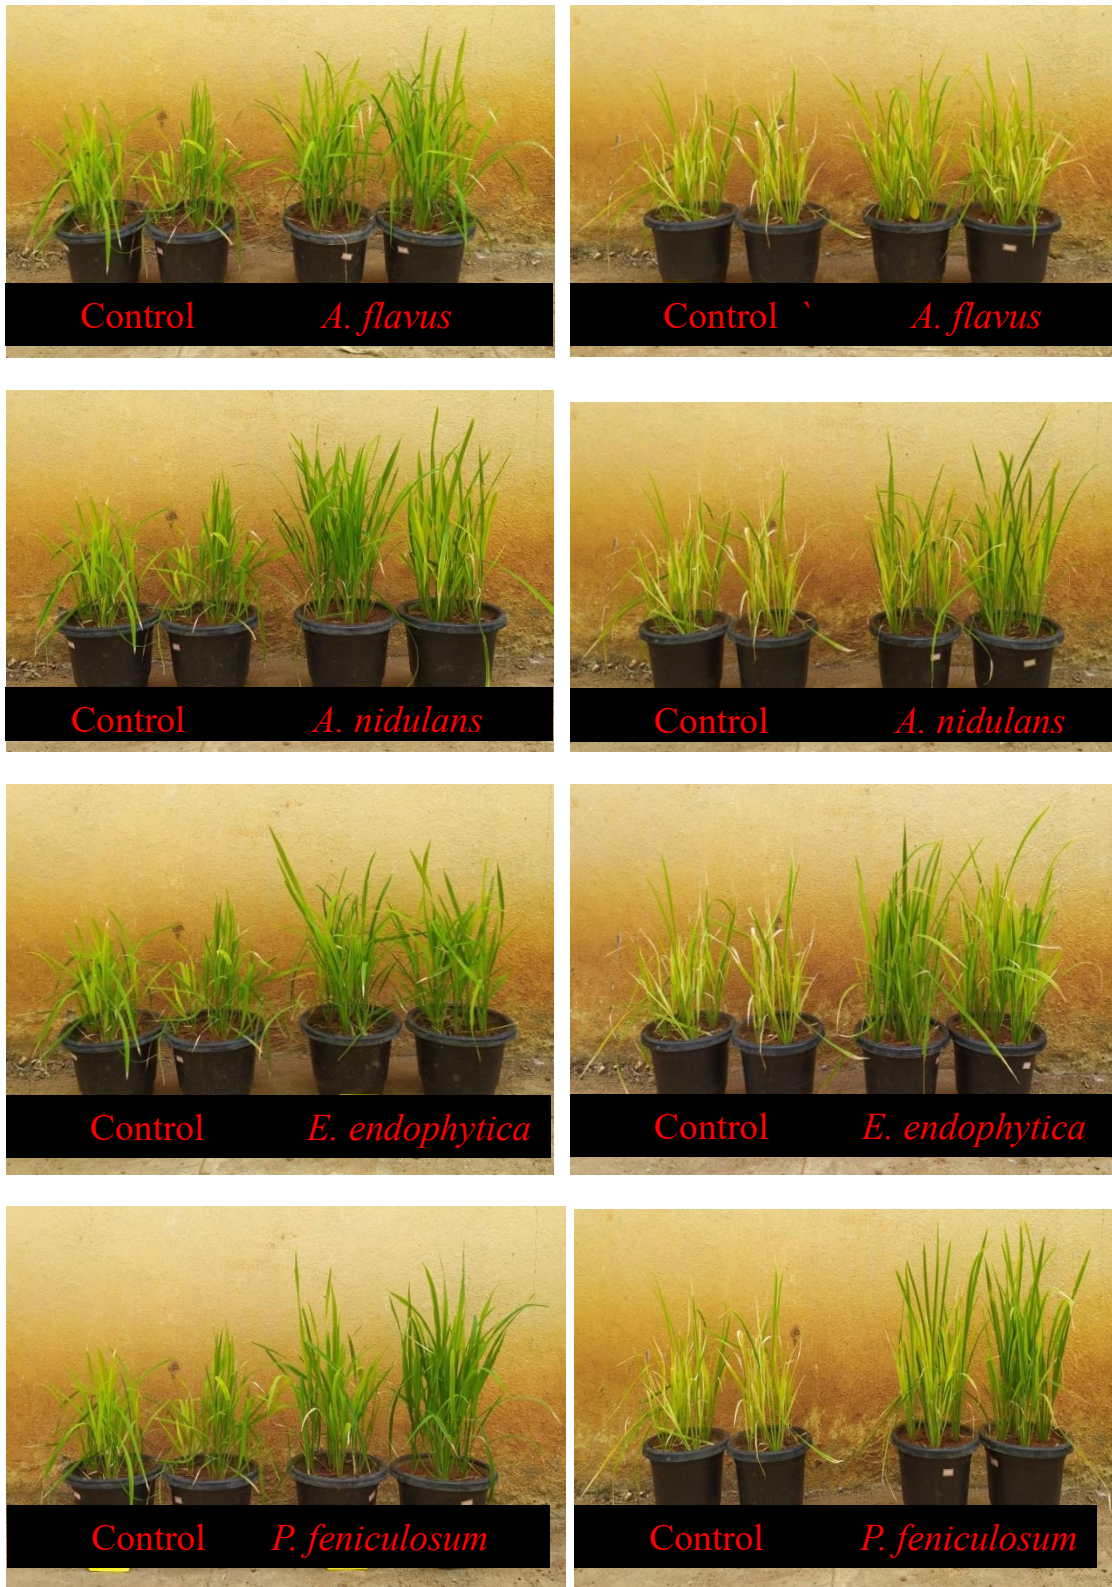 Control A. flavus
Control ` A. flavus
Control A. nidulans
Control A. nidulans
Control E. endophytica
Control E. endophytica
Control P. feniculosum
Control P. feniculosum